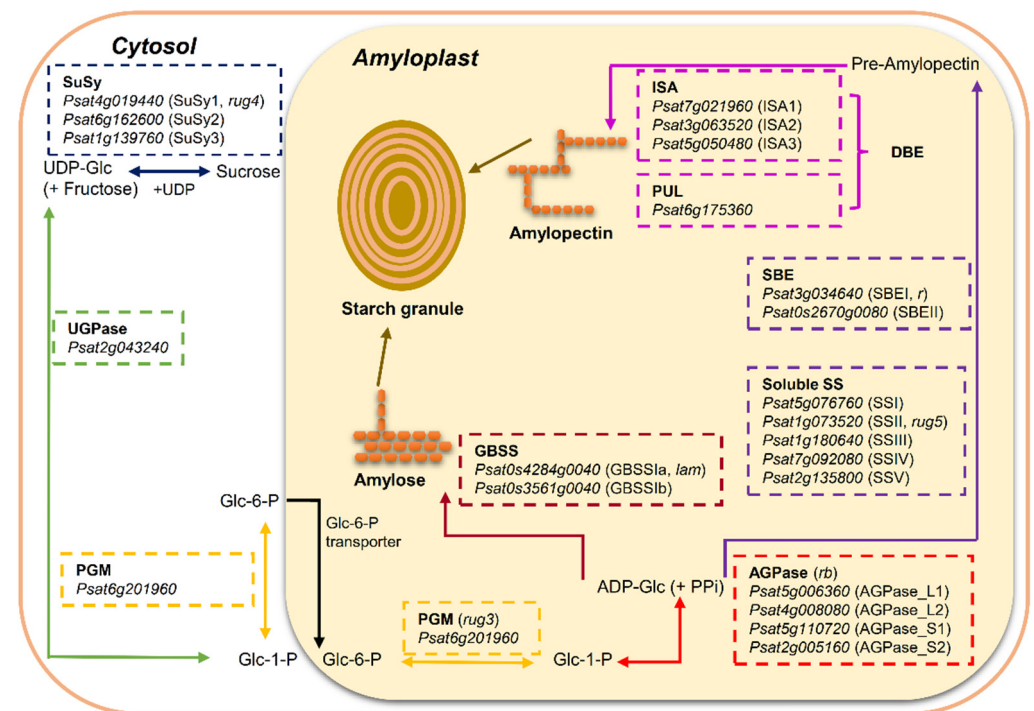 Cytosol
SuSy
Psat4g019440 (SuSy1, rug4)
Psat6g162600 (SuSy2)
Psat1g139760 (SuSy3)
UDP-Glc
(+ Fructose)
+UDP
Sucrose
UGPase
Psat2g043240
Glc-6-P
PGM
Psat6g201960
Glc-1-P
Amyloplast
Pre-Amylopectin
ISA
Psat7g021960 (ISA1)
Psat3g063520 (ISA2)
Psat5g050480 (ISA3)
DBE
PUL
Psat6g175360
Amylopectin
Starch granule
SBE
Psat3g034640 (SBEI, r)
Psat0s2670g0080 (SBEII)
Soluble SS
Psat5g076760 (SSI)
Psat1g073520 (SSII, rug5)
Psat1g180640 (SSIII)
Psat7g092080 (SSIV)
Psat2g135800 (SSV)
Amylose
GBSS
Psat0s4284g0040 (GBSSIa, lam)
Psat0s3561g0040 (GBSSIb)
Glc-6-P
transporter
ADP-Glc (+ PPi)
AGPase (rb)
Psat5g006360 (AGPase_L1)
Psat4g008080 (AGPase_L2)
Psat5g110720 (AGPase_S1)
Psat2g005160 (AGPase_S2)
PGM (rug3)
Psat6g201960
Glc-6-P
Glc-1-P